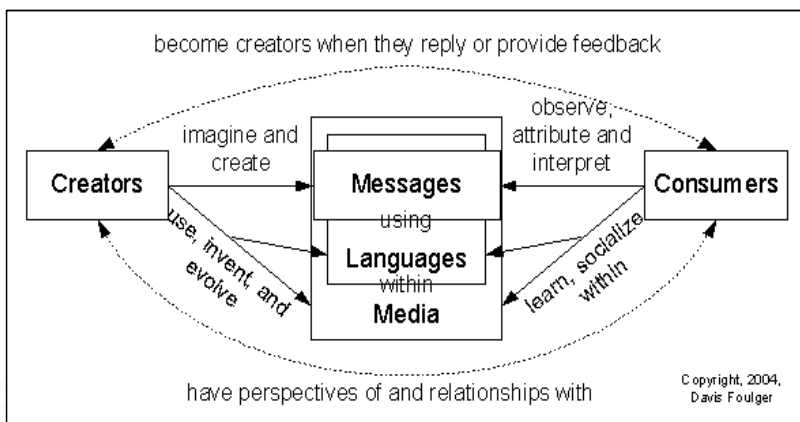 become creators when they reply or provide feedback
imagine and
create
observe,
attribute and
interpret
Creators
Messages
Consumers
using
Languages
within
Media
use, invent, and
evolve
learn, socialize
within
have perspectives of and relationships with
Copyright, 2004,
Davis Foulger